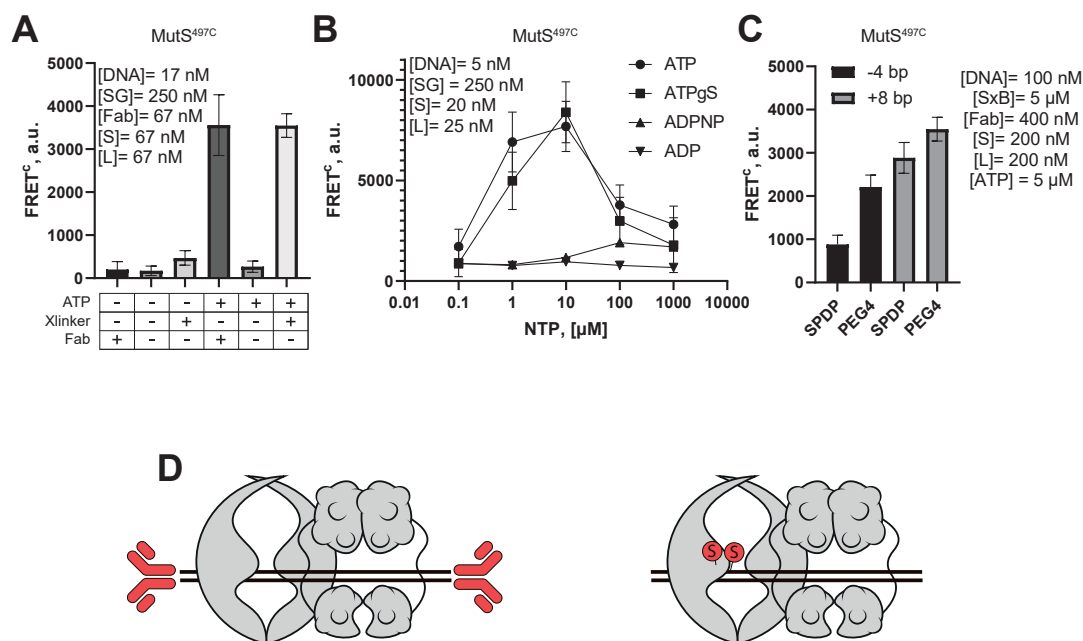 A
MutS497C
FRETC, a.u.
5000
4000
3000
2000
1000
0
[DNA]= 17 nM
[SG]= 250 nM
[Fab]= 67 nM
[S]= 67 nM
[L]= 67 nM
ATP - - - + + +
Xlinker - - + - - +
Fab + - - + - -
B
MutS497C
FRETC, a.u.
10000
5000
0
[DNA]= 5 nM
[SG] = 250 nM
[S]= 20 nM
[L]= 25 nM
ATP
ATPgS
ADPNP
ADP
0.01 0.1 1 10 100 1000 10000
NTP, [µM]
C
MutS497C
FRETC, a.u.
5000
4000
3000
2000
1000
0
-4 bp
+8 bp
SPDP PEG4 SPDP PEG4
[DNA]= 100 nM
[SxB]= 5 µM
[Fab]= 400 nM
[S]= 200 nM
[L]= 200 nM
[ATP] = 5 µM
D
S S